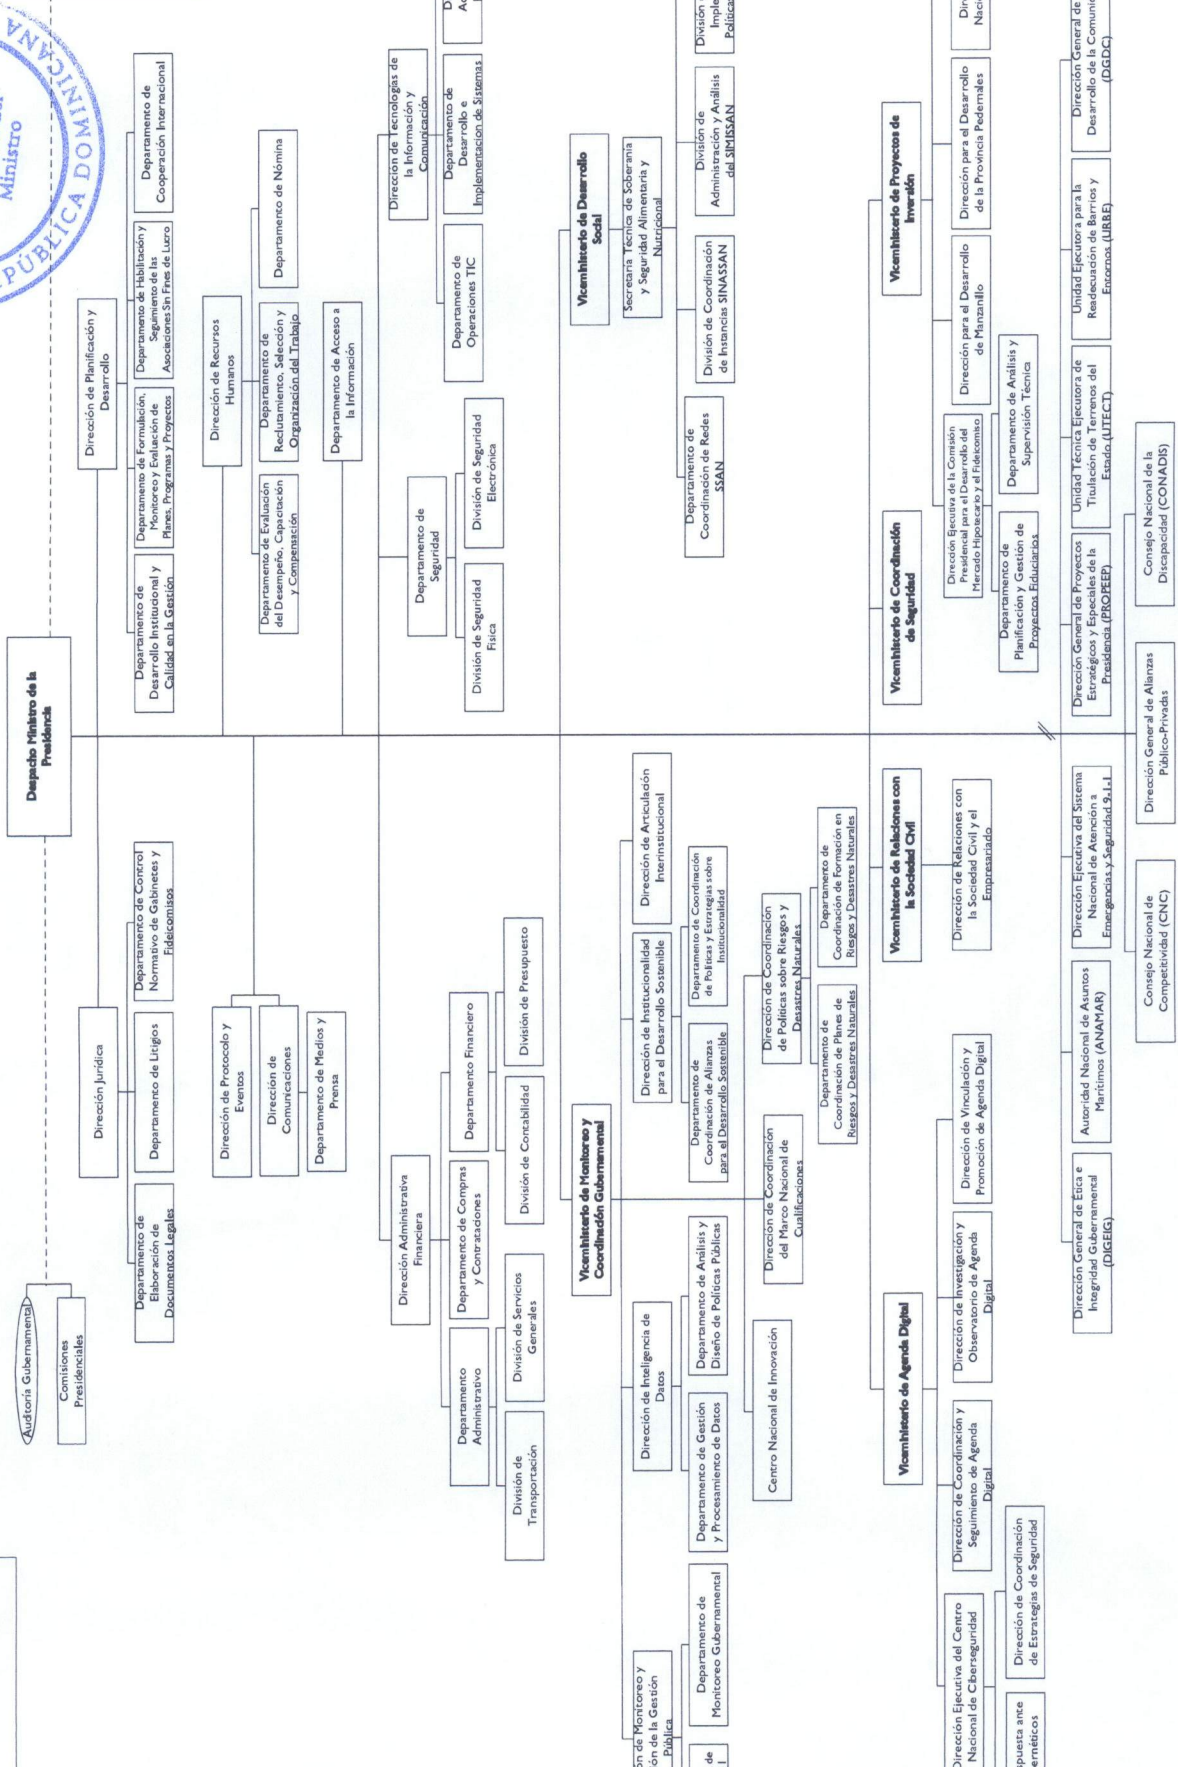 Ministro
PÚBLICA DOMINICANA
Despacho Ministro de la
Presidencia
Auditoría Gubernamental
Comisiones
Presidenciales
Dirección Jurídica
Departamento de
Elaboración de
Documentos Legales
Departamento de Litigios
Departamento de Control
Normativo de Gabinetes y
Fideicomisos
Dirección de Planificación y
Desarrollo
Departamento de
Desarrollo Institucional y
Calidad en la Gestión
Departamento de Formulación,
Monitoreo y Evaluación de
Planes, Programas y Proyectos
Departamento de Habilitación y
Seguimiento de las
Asociaciones Sin Fines de Lucro
Departamento de
Cooperación Internacional
Dirección de Protocolo y
Eventos
Dirección de
Comunicaciones
Departamento de Medios y
Prensa
Dirección de Recursos
Humanos
Departamento de Evaluación
del Desempeño, Capacitación
y Compensación
Departamento de
Reclutamiento, Selección y
Organización del Trabajo
Departamento de Nómina
Departamento de Acceso a
la Información
Dirección Administrativa
Financiera
Departamento
Administrativo
Departamento de Compras
y Contrataciones
Departamento Financiero
División de
Transportación
División de Servicios
Generales
División de Contabilidad
División de Presupuesto
Departamento de
Seguridad
División de Seguridad
Física
División de Seguridad
Electrónica
Dirección de Tecnologías de
la Información y
Comunicación
Departamento de
Operaciones TIC
Departamento de
Desarrollo e
Implementacion de Sistemas
Viceministerio de Monitoreo y
Coordinación Gubernamental
ón de Monitoreo y
ión de la Gestión
Pública
de
Departamento de
Monitoreo Gubernamental
Dirección de Inteligencia de
Datos
Departamento de Gestión
y Procesamiento de Datos
Departamento de Análisis y
Diseño de Políticas Públicas
Dirección de Institucionalidad
para el Desarrollo Sostenible
Departamento de
Coordinación de Alianzas
para el Desarrollo Sostenible
Departamento de Coordinación
de Políticas y Estrategias sobre
Institucionalidad
Dirección de Articulación
Interinstitucional
Centro Nacional de Innovación
Dirección de Coordinación
del Marco Nacional de
Cualificaciones
Dirección de Coordinación
de Políticas sobre Riesgos y
Desastres Naturales
Departamento de
Coordinación de Planes de
Riesgos y Desastres Naturales
Departamento de
Coordinación de Formación en
Riesgos y Desastres Naturales
Viceministerio de Desarrollo
Social
Secretaría Técnica de Soberanía
y Seguridad Alimentaria y
Nutricional
Departamento de
Coordinación de Redes
SSAN
División de Coordinación
de Instancias SINASSAN
División de
Administración y Análisis
del SIMISSAN
División
Imple
Política
Viceministerio de Agenda Digital
Dirección Ejecutiva del Centro
Nacional de Ciberseguridad
spuesta ante
ernéticos
Dirección de Coordinación
de Estrategias de Seguridad
Dirección de Coordinación y
Seguimiento de Agenda
Digital
Dirección de Investigación y
Observatorio de Agenda
Digital
Dirección de Vinculación y
Promoción de Agenda Digital
Viceministerio de Relaciones con
la Sociedad Civil
Dirección de Relaciones con
la Sociedad Civil y el
Empresariado
Viceministerio de Coordinación
de Seguridad
Viceministerio de Proyectos de
Inversión
Dirección Ejecutiva de la Comisión
Presidencial para el Desarrollo del
Mercado Hipotecario y el Fideicomiso
Departamento de
Planificación y Gestión de
Proyectos Fiduciarios
Departamento de Análisis y
Supervisión Técnica
Dirección para el Desarrollo
de Manzanillo
Dirección para el Desarrollo
de la Provincia Pedernales
Dir
Naci
Dirección General de Ética e
Integridad Gubernamental
(DIGEIG)
Autoridad Nacional de Asuntos
Marítimos (ANAMAR)
Dirección Ejecutiva del Sistema
Nacional de Atención a
Emergencias y Seguridad 9-1-1
Dirección General de Proyectos
Estratégicos y Especiales de la
Presidencia (PROPEEP)
Unidad Técnica Ejecutora de
Titulación de Terrenos del
Estado (UTECT)
Unidad Ejecutora para la
Readecuación de Barrios y
Entornos (URBE)
Dirección General de
Desarrollo de la Comuni
(DGDC)
Consejo Nacional de
Competitividad (CNC)
Dirección General de Alianzas
Público-Privadas
Consejo Nacional de la
Discapacidad (CONADIS)